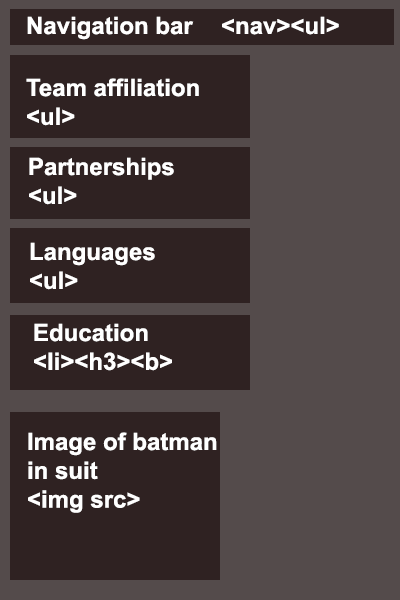 Navigation bar <nav><ul>
Team affiliation
<ul>
Partnerships
<ul>
Languages
<ul>
Education
<li><h3><b>
Image of batman
in suit
<img src>